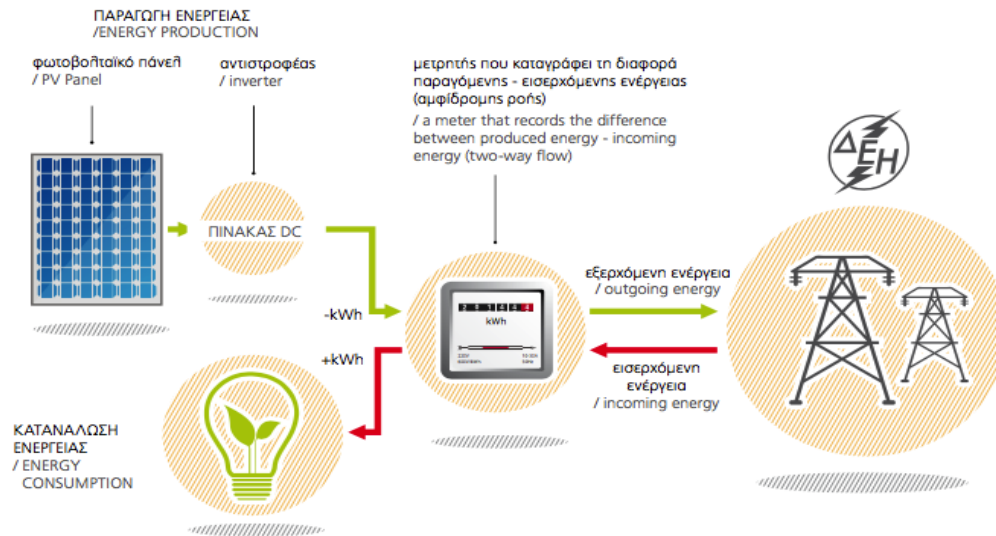 ΠΑΡΑΓΩΓΗ ΕΝΕΡΓΕΙΑΣ
/ENERGY PRODUCTION
φωτοβολταϊκό πάνελ
/ PV Panel
αντιστροφέας
/ inverter
μετρητής που καταγράφει τη διαφορά
παραγόμενης - εισερχόμενης ενέργειας
(αμφίδρομης ροής)
/ a meter that records the difference
between produced energy - incoming
energy (two-way flow)
ΔΕΗ
ΠΙΝΑΚΑΣ DC
-kWh
+kWh
kWh
εξερχόμενη ενέργεια
/ outgoing energy
εισερχόμενη
ενέργεια
/ incoming energy
ΚΑΤΑΝΑΛΩΣΗ
ΕΝΕΡΓΕΙΑΣ
/ ENERGY
CONSUMPTION